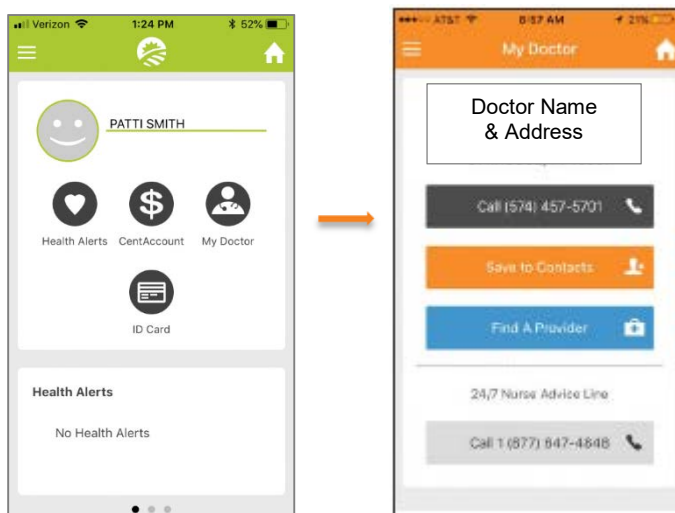 Verizon 1:24 PM 52%
PATTI SMITH
Health Alerts CentAccount My Doctor
ID Card
Health Alerts
No Health Alerts
AT&T 8:57 AM 21%
My Doctor
Doctor Name
& Address
Call (574) 457-5701
Save to Contacts
Find A Provider
24/7 Nurse Advice Line
Call 1 (877) 647-4848